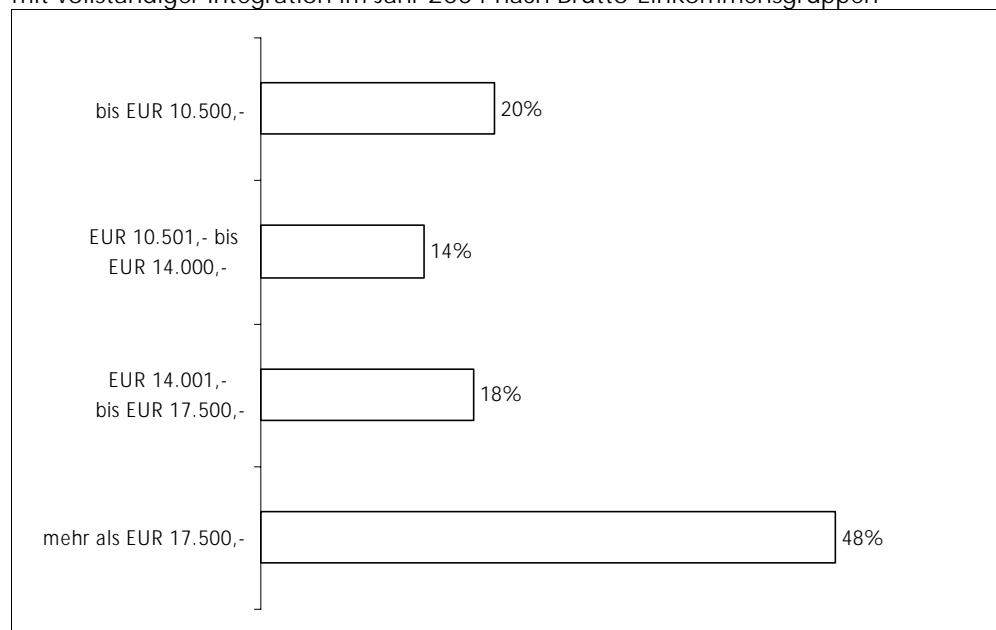 mit vollständiger Integration im Jahr 2004 nach Brutto-Einkommensgruppen
bis EUR 10.500,-
20%
EUR 10.501,- bis
EUR 14.000,-
14%
EUR 14.001,-
bis EUR 17.500,-
18%
mehr als EUR 17.500,-
48%